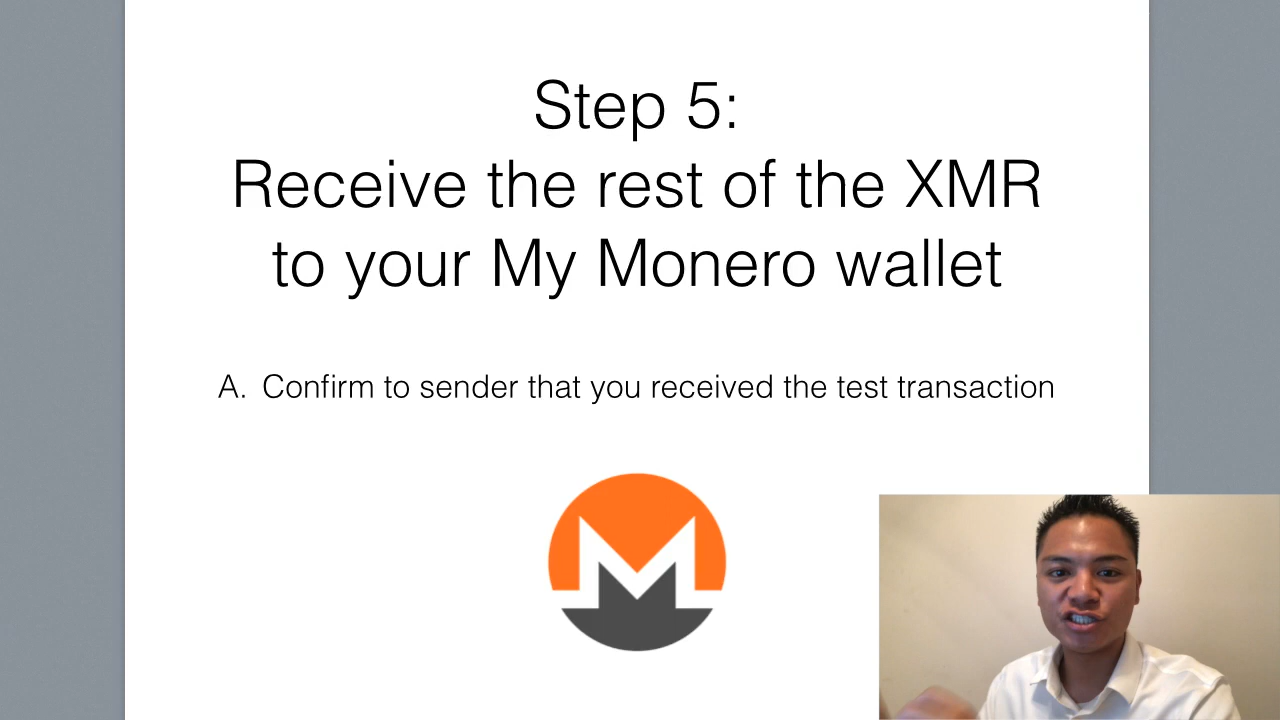 Step 5:
Receive the rest of the XMR
to your My Monero wallet
A. Confirm to sender that you received the test transaction